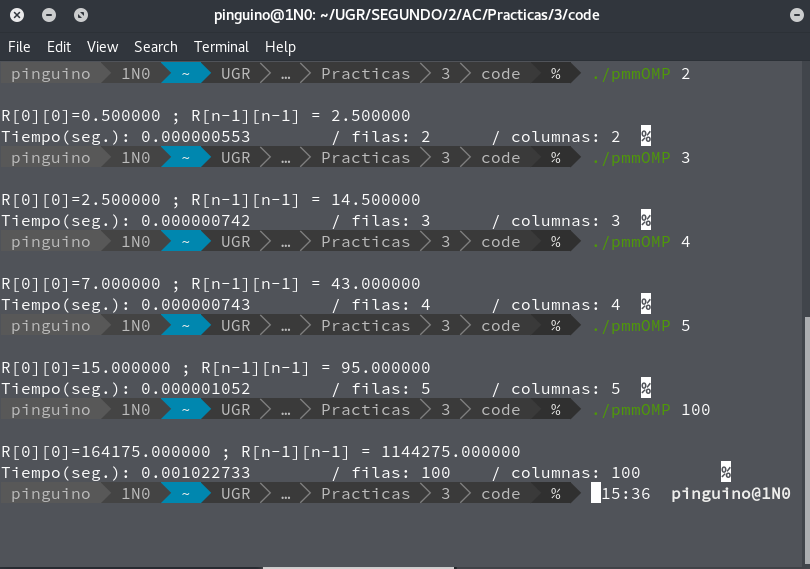 pinguino@1N0: ~/UGR/SEGUNDO/2/AC/Practicas/3/code
File Edit View Search Terminal Help
pinguino 1N0 ~ UGR … Practicas 3 code % ./pmmOMP 2
R[0][0]=0.500000 ; R[n-1][n-1] = 2.500000
Tiempo(seg.): 0.000000553 / filas: 2 / columnas: 2 %
pinguino 1N0 ~ UGR … Practicas 3 code % ./pmmOMP 3
R[0][0]=2.500000 ; R[n-1][n-1] = 14.500000
Tiempo(seg.): 0.000000742 / filas: 3 / columnas: 3 %
pinguino 1N0 ~ UGR … Practicas 3 code % ./pmmOMP 4
R[0][0]=7.000000 ; R[n-1][n-1] = 43.000000
Tiempo(seg.): 0.000000743 / filas: 4 / columnas: 4 %
pinguino 1N0 ~ UGR … Practicas 3 code % ./pmmOMP 5
R[0][0]=15.000000 ; R[n-1][n-1] = 95.000000
Tiempo(seg.): 0.000001052 / filas: 5 / columnas: 5 %
pinguino 1N0 ~ UGR … Practicas 3 code % ./pmmOMP 100
R[0][0]=164175.000000 ; R[n-1][n-1] = 1144275.000000
Tiempo(seg.): 0.001022733 / filas: 100 / columnas: 100 %
pinguino 1N0 ~ UGR … Practicas 3 code % 15:36 pinguino@1N0